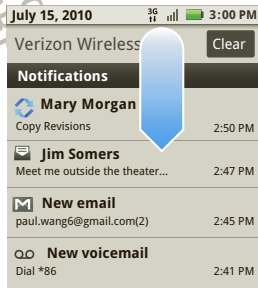 July 15, 2010 3G 3:00 PM
Verizon Wireless Clear
Notifications
Mary Morgan
Copy Revisions 2:50 PM
Jim Somers
Meet me outside the theater... 2:47 PM
New email
paul.wang6@gmail.com(2) 2:45 PM
New voicemail
Dial *86 2:41 PM